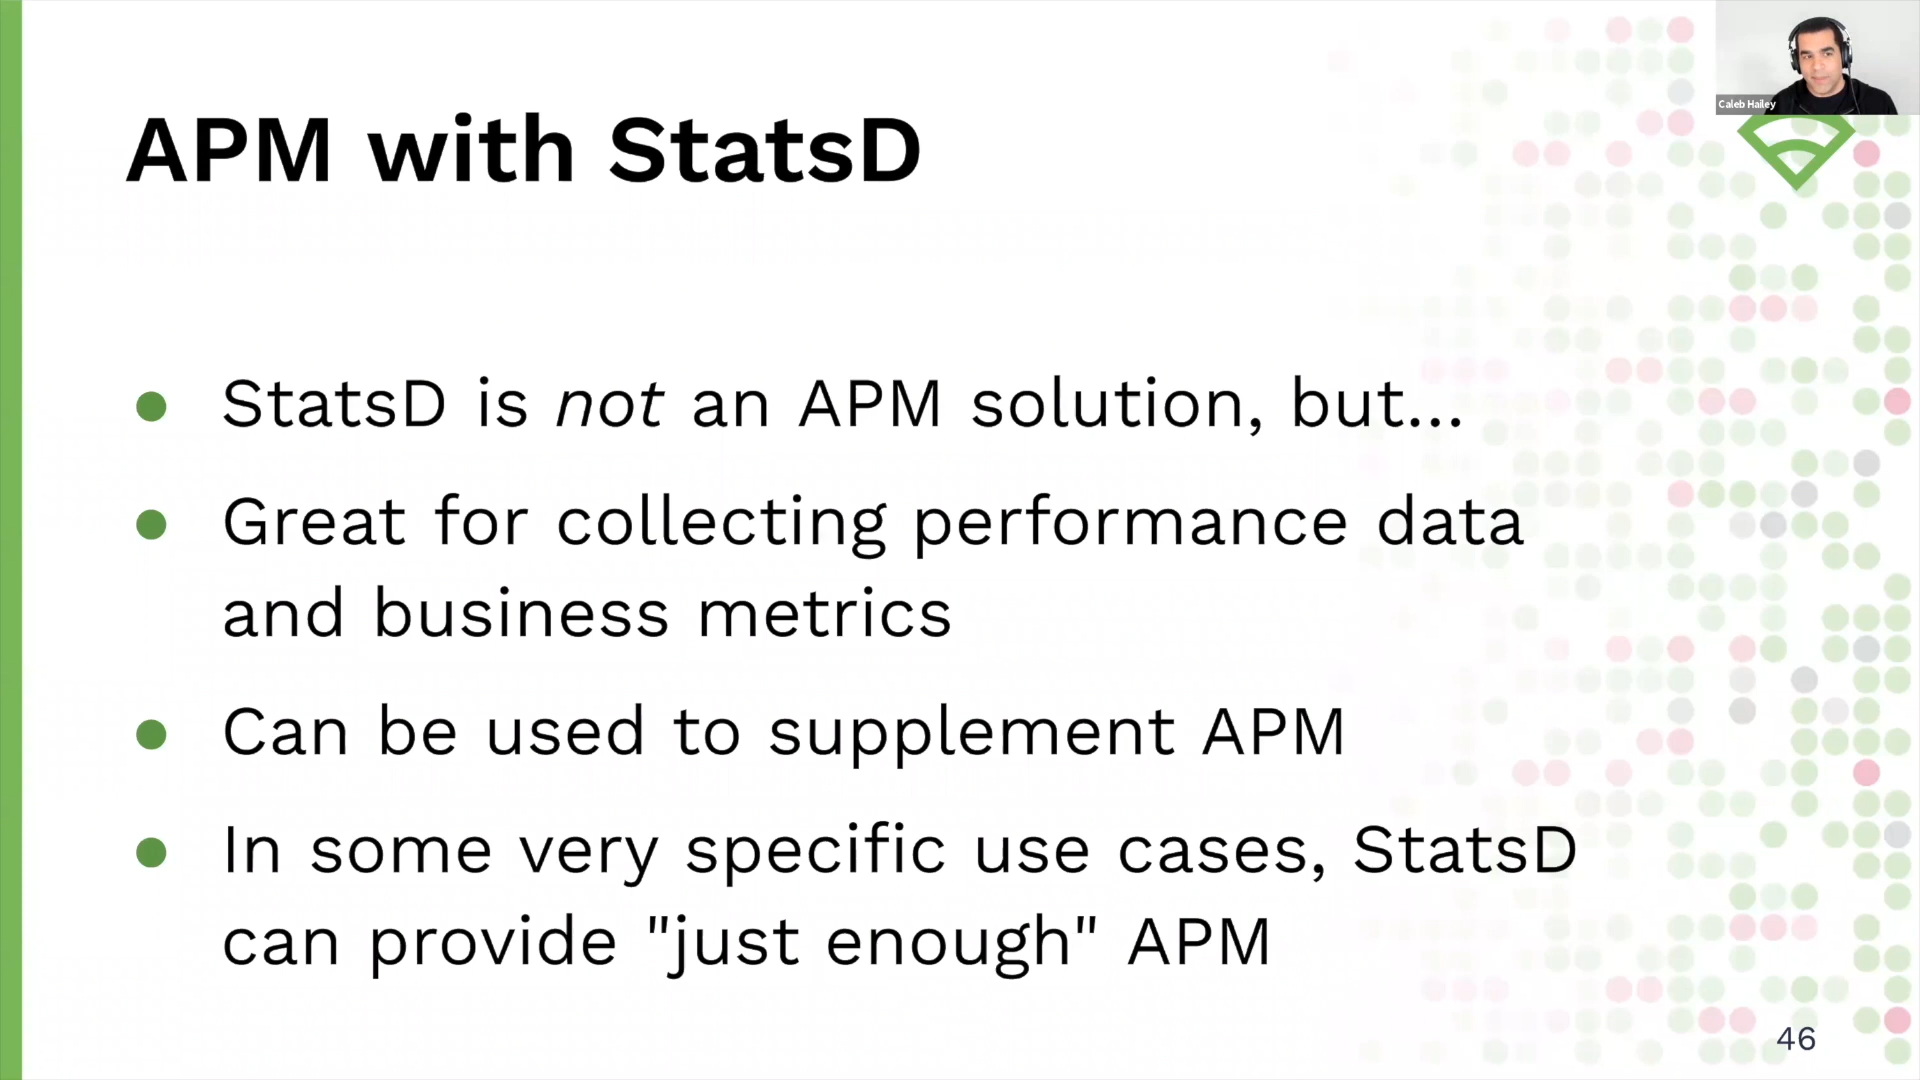 Caleb Hailey
APM with StatsD
StatsD is not an APM solution, but...
Great for collecting performance data
and business metrics
Can be used to supplement APM
In some very specific use cases, StatsD
can provide "just enough" APM
46